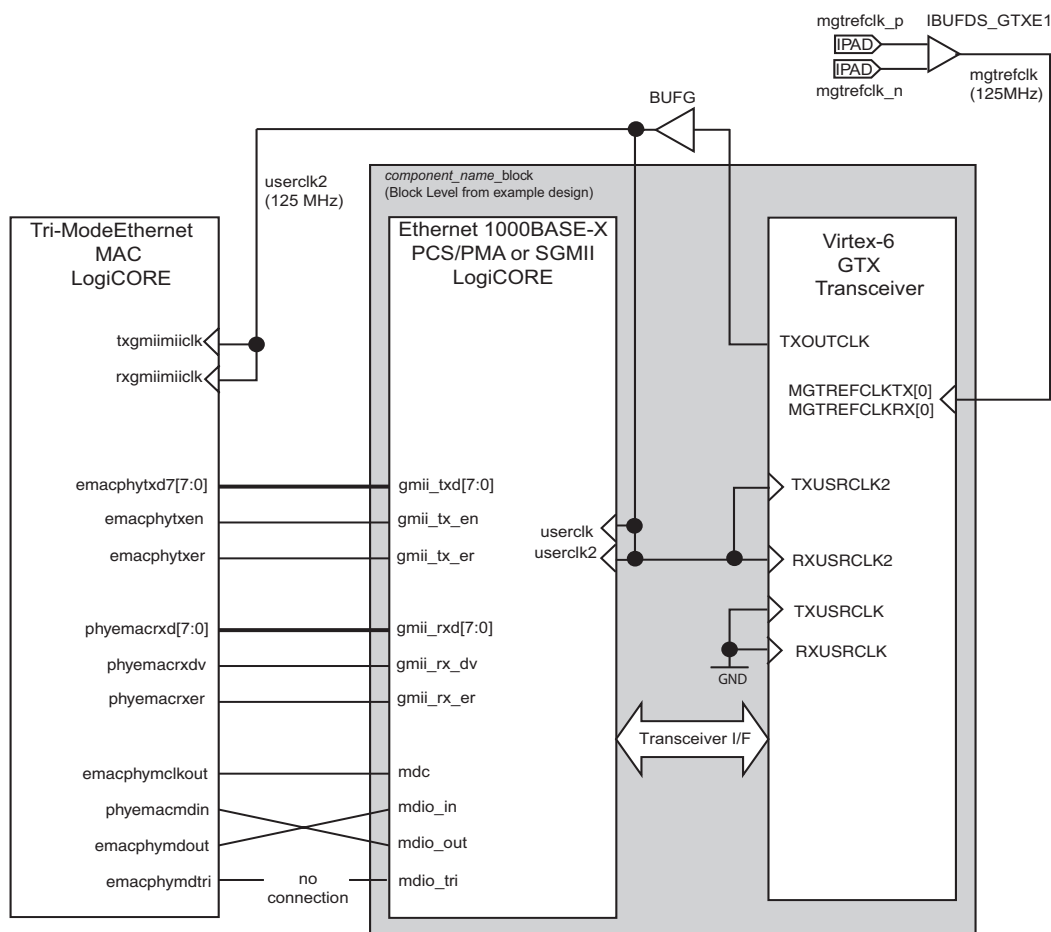 mgtrefclk_p
IBUFDS_GTXE1
IPAD
IPAD
mgtrefclk_n
mgtrefclk
(125MHz)
BUFG
userclk2
(125 MHz)
component_name_block
(Block Level from example design)
Tri-ModeEthernet
MAC
LogiCORE
txgmiimiiclk
rxgmiimiiclk
emacphytxd7[7:0]
emacphytxen
emacphytxer
phyemacrxd[7:0]
phyemacrxdv
phyemacrxer
emacphymclkout
phyemacmdin
emacphymdout
emacphymdtri
no
connection
Ethernet 1000BASE-X
PCS/PMA or SGMII
LogiCORE
gmii_txd[7:0]
gmii_tx_en
gmii_tx_er
userclk
userclk2
gmii_rxd[7:0]
gmii_rx_dv
gmii_rx_er
mdc
mdio_in
mdio_out
mdio_tri
GND
Transceiver I/F
Virtex-6
GTX
Transceiver
TXOUTCLK
MGTREFCLKTX[0]
MGTREFCLKRX[0]
TXUSRCLK2
RXUSRCLK2
TXUSRCLK
RXUSRCLK